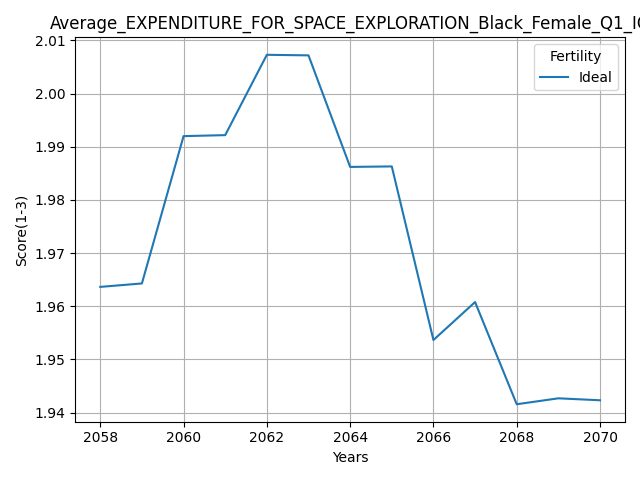 Average_EXPENDITURE_FOR_SPACE_EXPLORATION_Black_Female_Q1_I
Fertility
Ideal
2.01
2.00
1.99
1.98
1.97
1.96
1.95
1.94
Score(1-3)
2058 2060 2062 2064 2066 2068 2070
Years